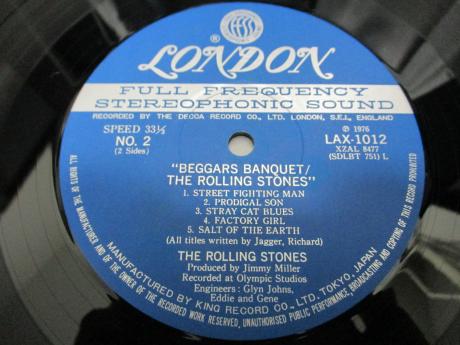 ®
LONDON
FULL FREQUENCY
STEREOPHONIC SOUND
RECORDED BY THE DECCA RECORD CO., LTD. LONDON, S.E.I., ENGLAND
SPEED 33⅓
NO. 2
(2 Sides)
Ⓟ 1976
LAX-1012
XZAL 8477
(SDLBT 751) L
"BEGGARS BANQUET/
THE ROLLING STONES"
1. STREET FIGHTING MAN
2. PRODIGAL SON
3. STRAY CAT BLUES
4. FACTORY GIRL
5. SALT OF THE EARTH
(All titles written by Jagger, Richard)
THE ROLLING STONES
Produced by Jimmy Miller
Recorded at Olympic Studios
Engineers: Glyn Johns,
Eddie and Gene
MANUFACTURED BY KING RECORD CO., LTD. TOKYO, JAPAN
ALL RIGHTS OF THE MANUFACTURER AND OF THE OWNER OF THE RECORDED WORK RESERVED, UNAUTHORISED PUBLIC PERFORMANCE, BROADCASTING AND COPYING OF THIS RECORD PROHIBITED